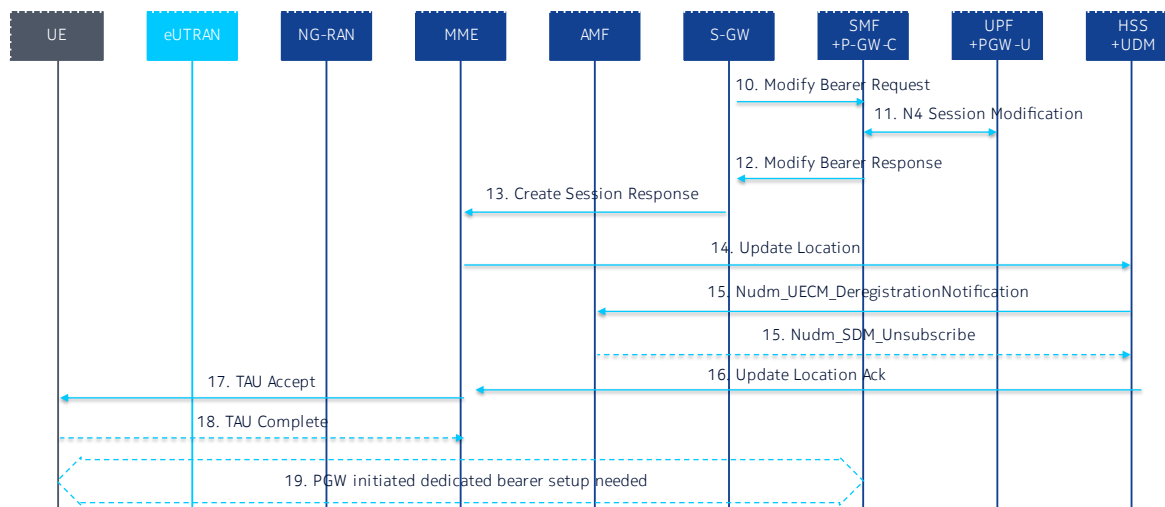 UE
eUTRAN
NG-RAN
MME
AMF
S-GW
SMF
+P-GW-C
UPF
+PGW-U
HSS
+UDM
10. Modify Bearer Request
11. N4 Session Modification
12. Modify Bearer Response
13. Create Session Response
14. Update Location
15. Nudm_UECM_DeregistrationNotification
15. Nudm_SDM_Unsubscribe
16. Update Location Ack
17. TAU Accept
18. TAU Complete
19. PGW initiated dedicated bearer setup needed